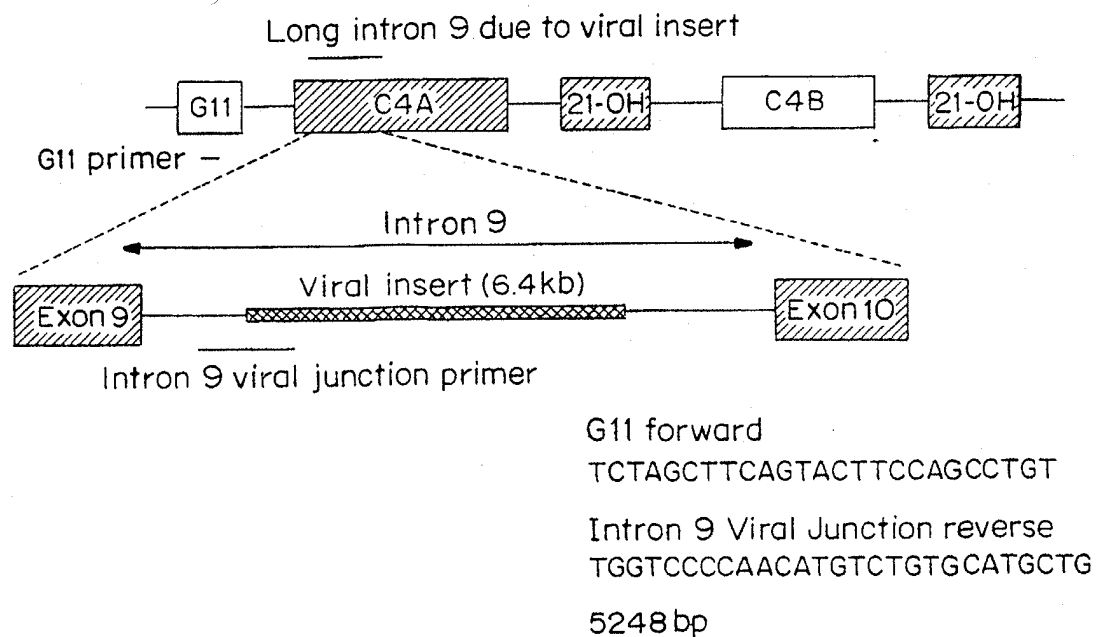 Long intron 9 due to viral insert
G11 C4A 21-OH C4B 21-OH
G11 primer
Intron 9
Viral insert (6.4kb)
Exon 9 Exon 10
Intron 9 viral junction primer
G11 forward
TCTAGCTTCAGTACTTCCAGCCTGT
Intron 9 Viral Junction reverse
TGGTCCCCAACATGTCTGTGCATGCTG
5248bp